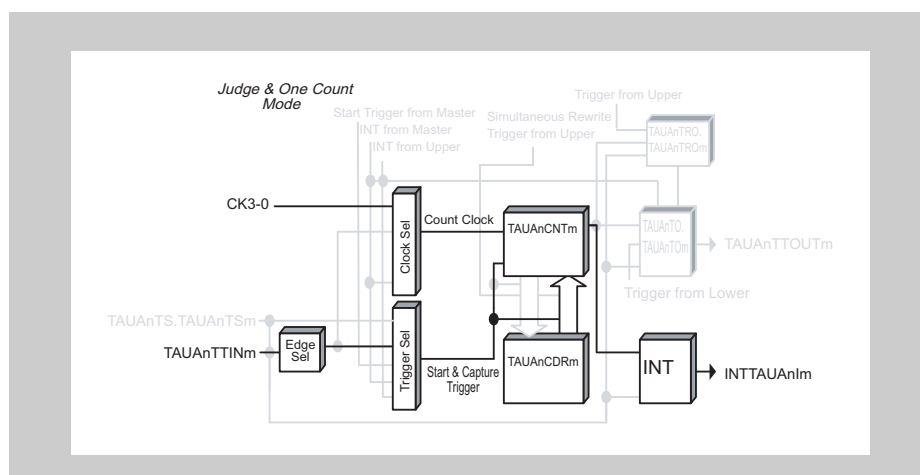 Judge & One Count
Mode
Trigger from Upper
Start Trigger from Master
INT from Master
INT from Upper
Simultaneous Rewrite
Trigger from Upper
TAUAnTRO.
TAUAnTROm
CK3-0
Clock Sel
Count Clock
TAUAnCNTm
TAUAnTO.
TAUAnTOm
TAUAnTTOUTm
Trigger from Lower
TAUAnTS.TAUAnTSm
TAUAnTTINm
Edge
Sel
Trigger Sel
Start & Capture
Trigger
TAUAnCDRm
INT
INTTAUAnIm